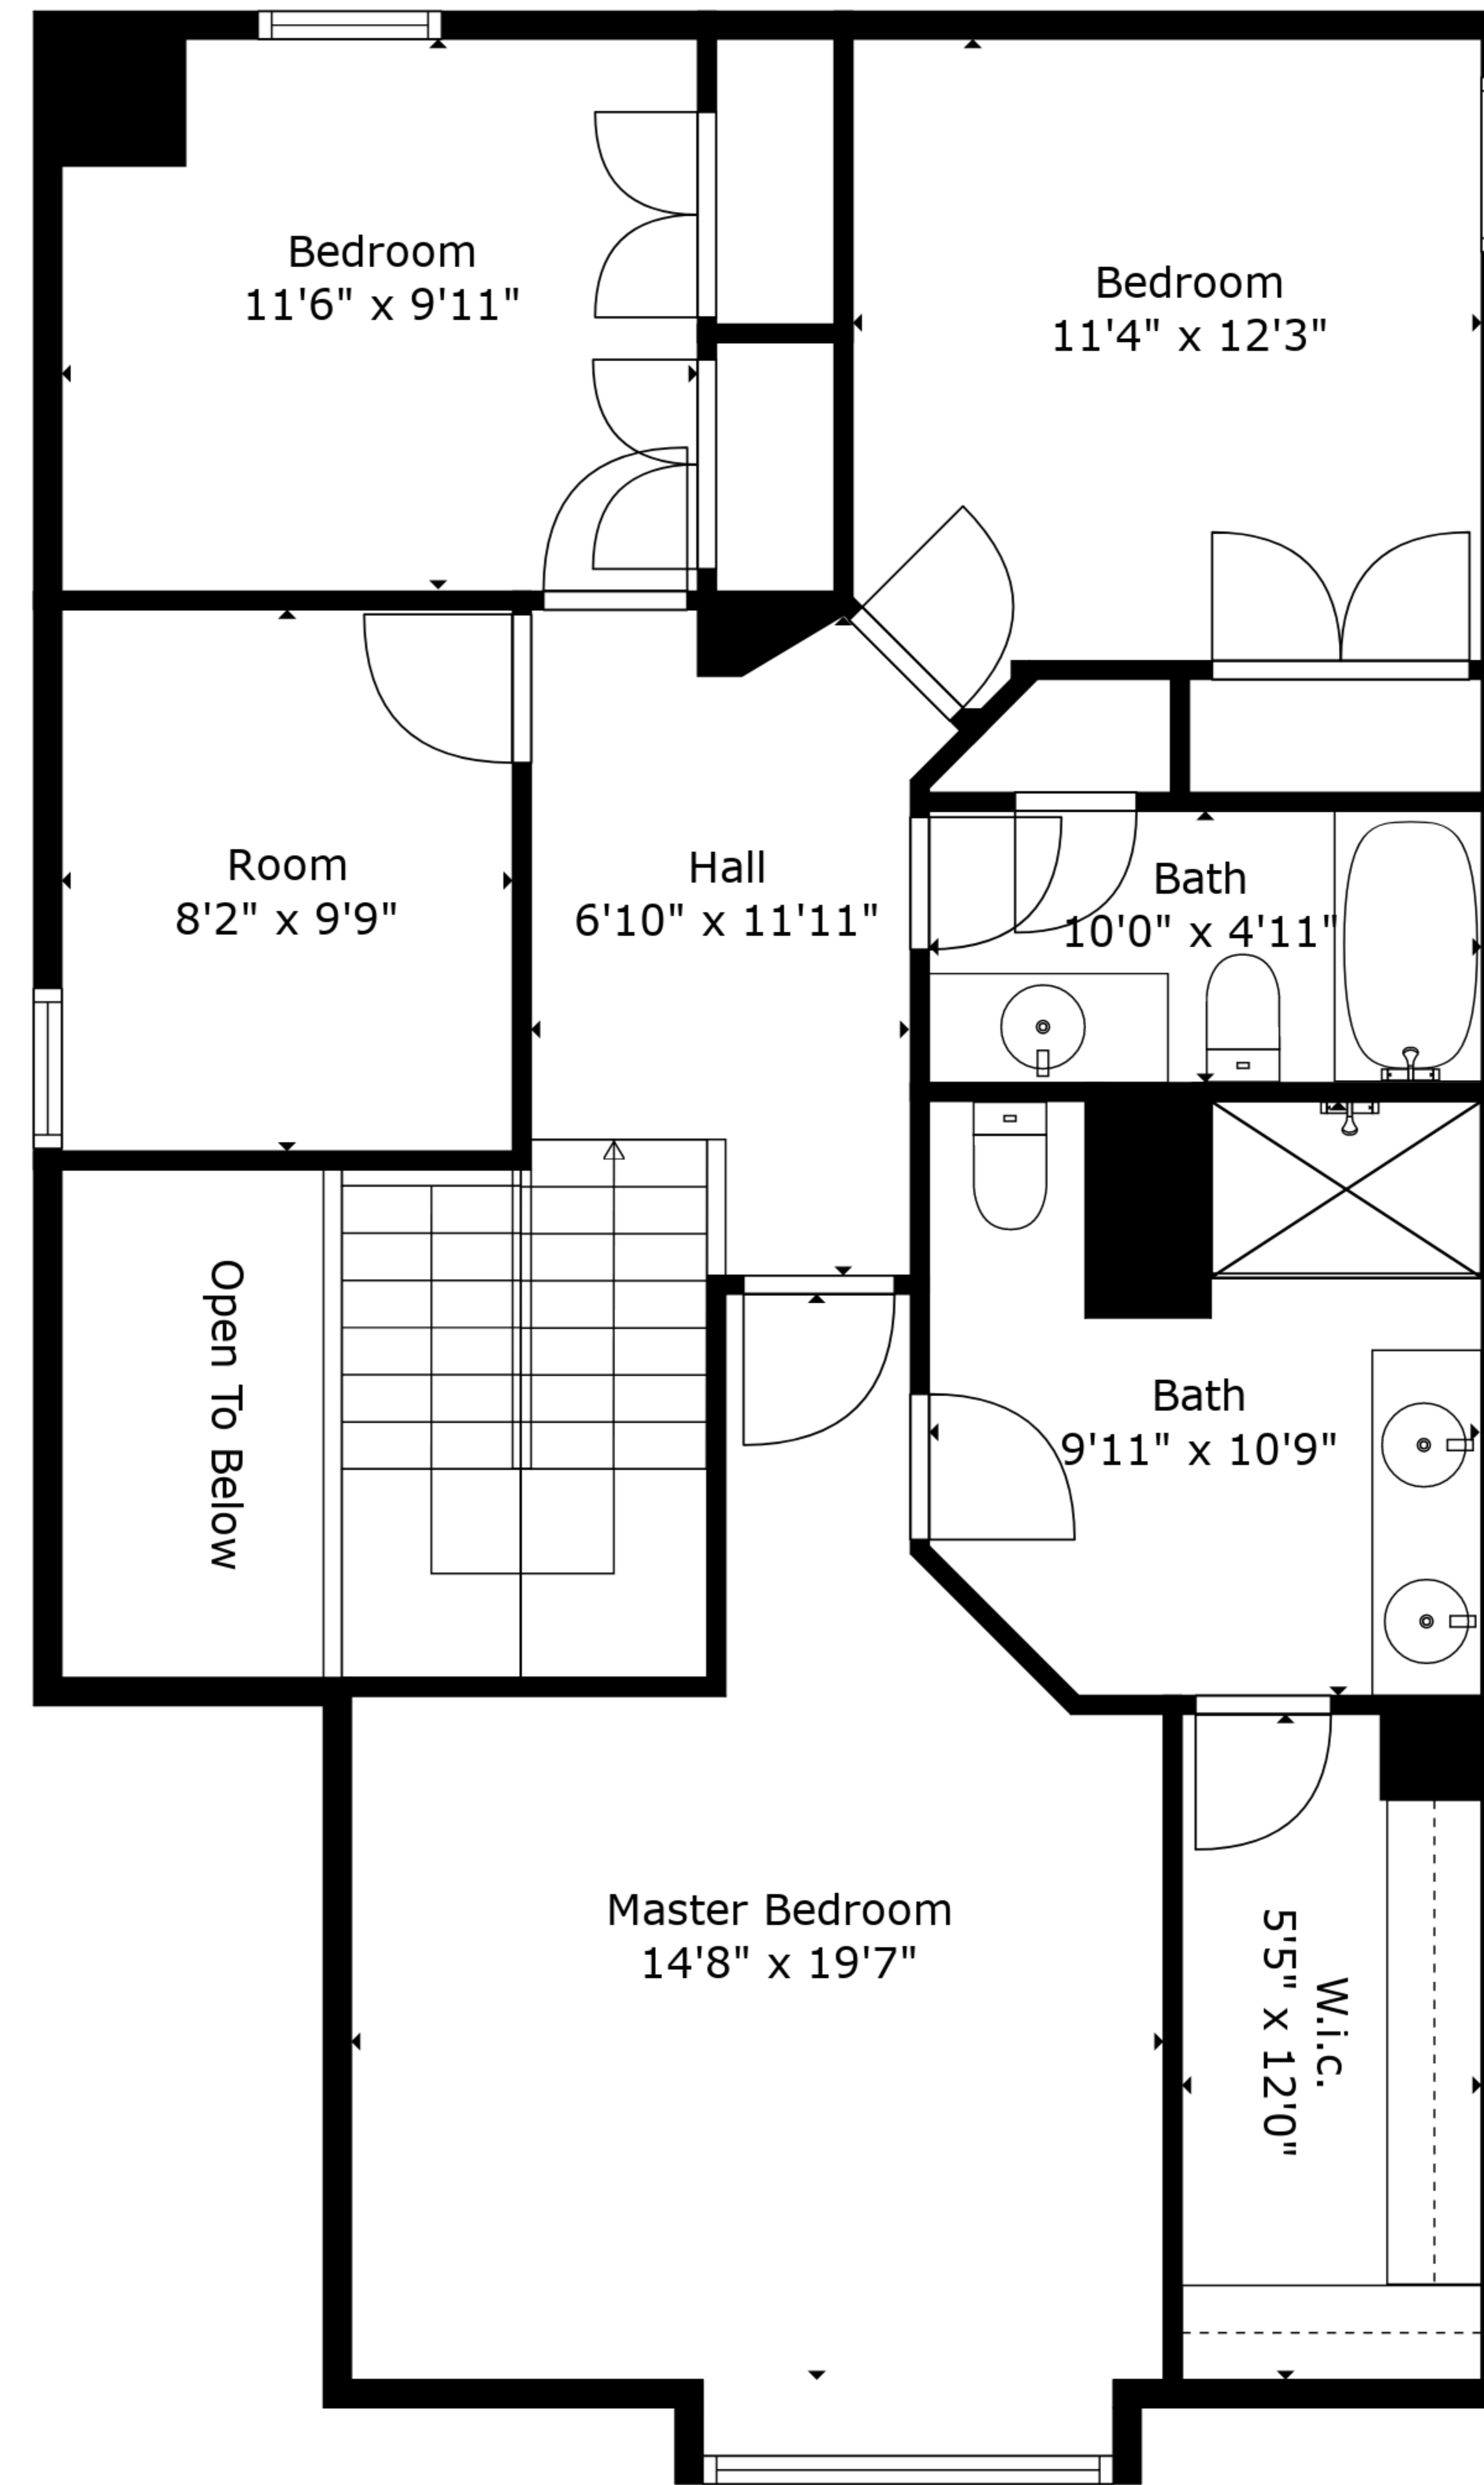 Bedroom
11'6" x 9'11"
Bedroom
11'4" x 12'3"
Room
8'2" x 9'9"
Hall
6'10" x 11'11"
Bath
10'0" x 4'11"
Open To Below
Bath
9'11" x 10'9"
Master Bedroom
14'8" x 19'7"
W.i.c.
5'5" x 12'0"